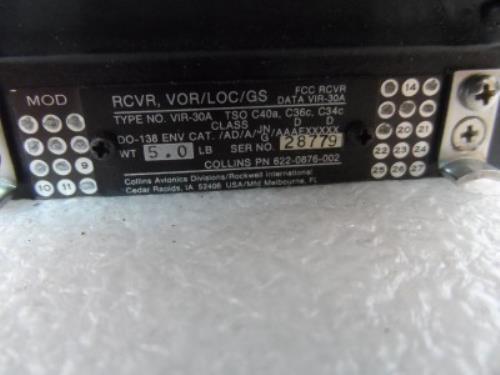 MOD
RCVR, VOR/LOC/GS
FCC RCVR
DATA VIR-30A
TYPE NO. VIR-30A TSO C40a, C36c, C34c
CLASS D D
DO-138 ENV CAT. /AD/A/
WT 5.0 LB SER NO. 28779
COLLINS PN 622-0876-002
Collins Avionics Divisions/Rockwell International
Cedar Rapids, IA 52406 USA/Mfd Melbourne, FL
9
10 11
14
22 23 24
25 26 27